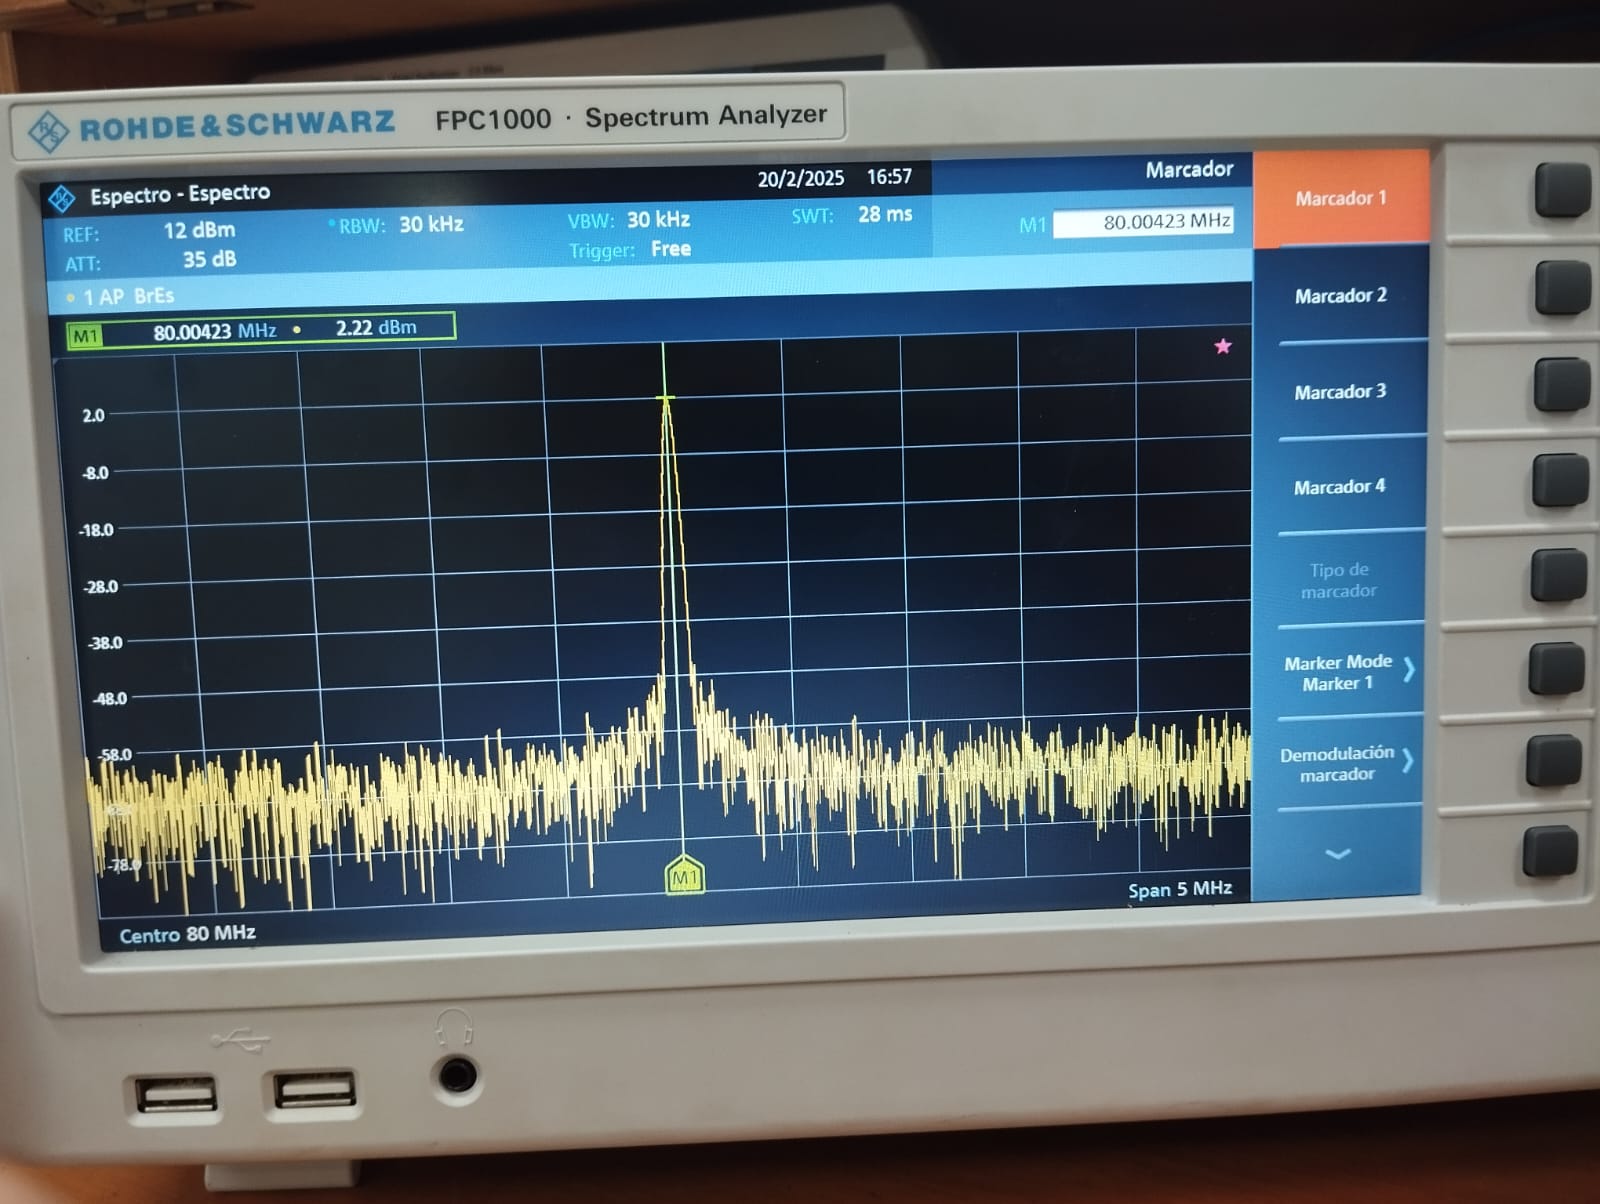 ROHDE & SCHWARZ FPC1000 · Spectrum Analyzer
Espectro - Espectro 20/2/2025 16:57 Marcador
REF: 12 dBm RBW: 30 kHz VBW: 30 kHz SWT: 28 ms M1 80.00423 MHz
ATT: 35 dB Trigger: Free
1 AP BrEs
M1 80.00423 MHz 2.22 dBm
2.0
-8.0
-18.0
-28.0
-38.0
-48.0
-58.0
-78.0
M1
Centro 80 MHz Span 5 MHz
Marcador 1
Marcador 2
Marcador 3
Marcador 4
Tipo de
marcador
Marker Mode
Marker 1
Demodulación
marcador